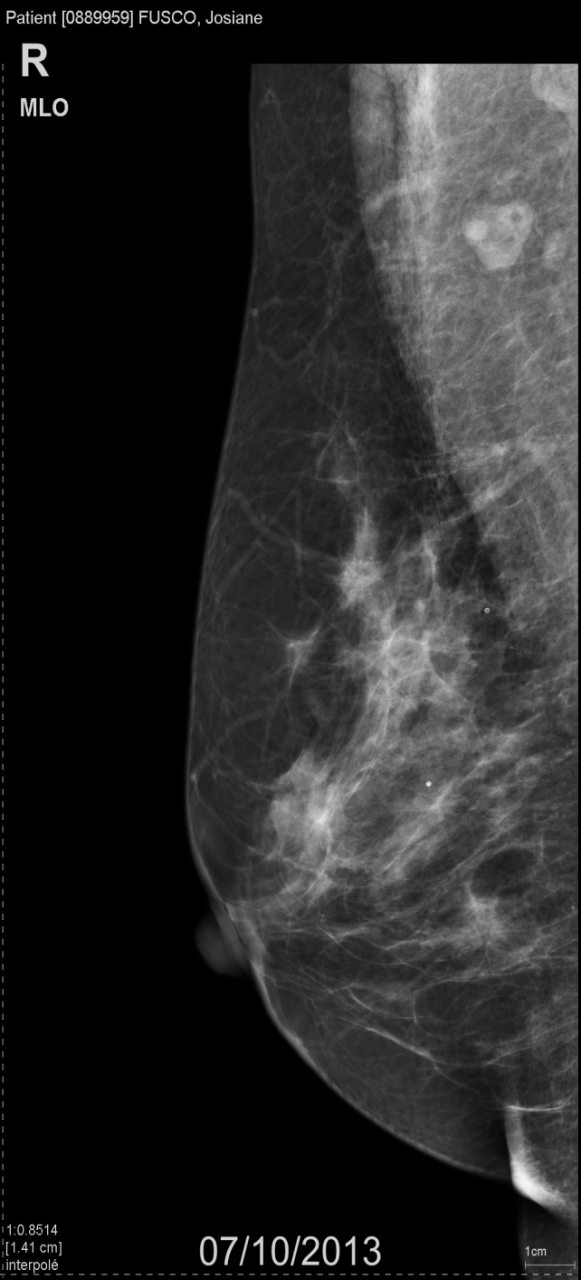 Patient [0889959] FUSCO, Josiane
R
MLO
1:0.8514
[1.41 cm]
interpolé
07/10/2013
1cm